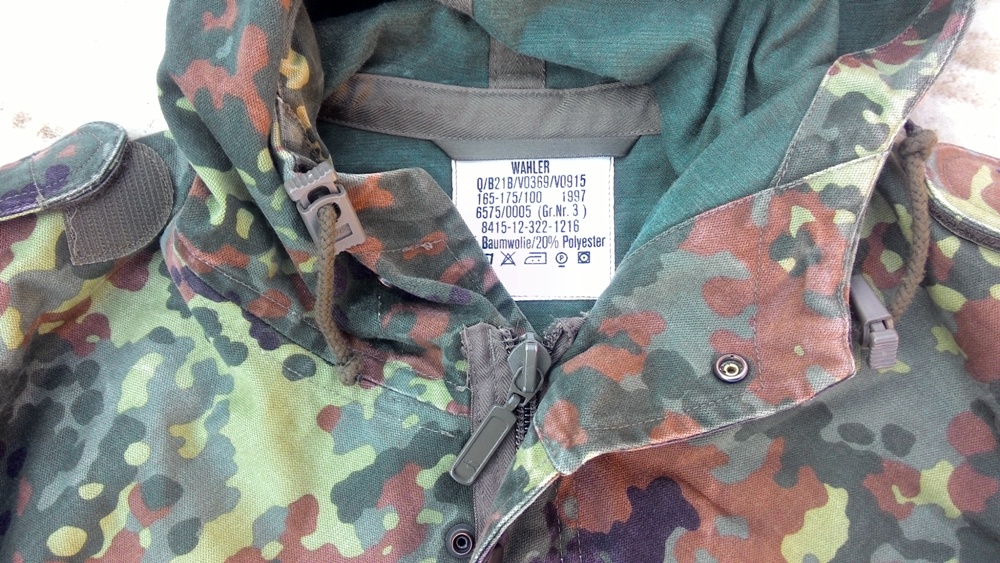 WAHLER
Q/B21B/V0369/V0915
165-175/100 1997
6575/0005 (Gr.Nr. 3 )
8415-12-322-1216
Baumwolle/20% Polyester
P